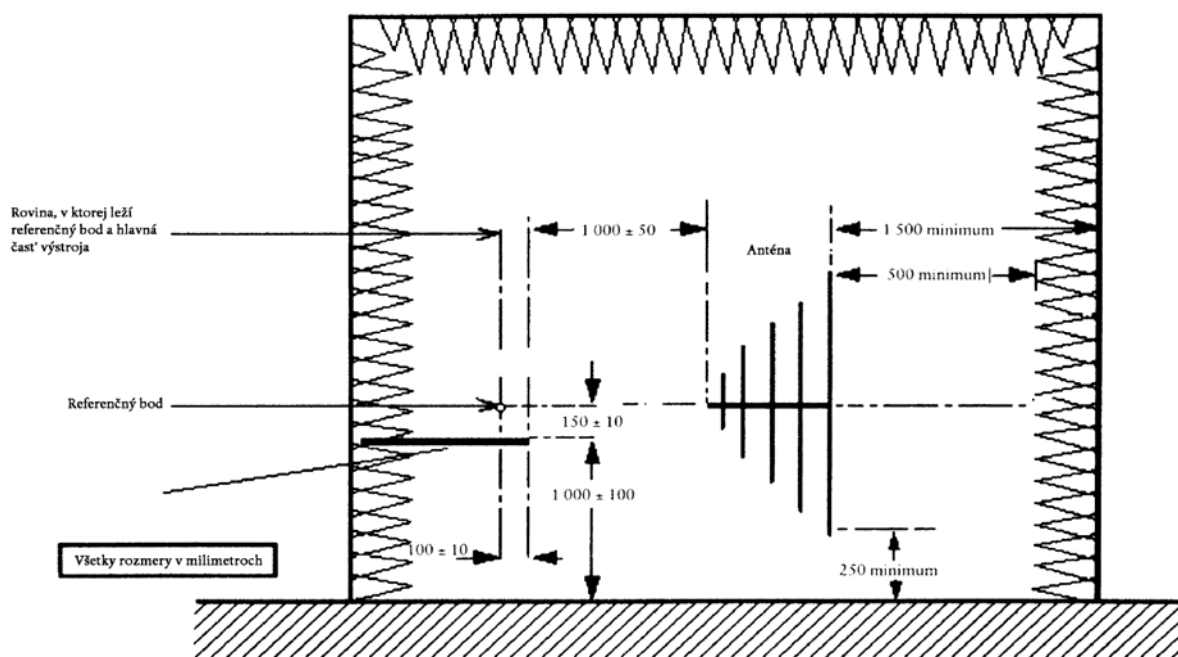 Rovina, v ktorej leží
referenčný bod a hlavná
časť výstroja
1 000 ± 50
Anténa
1 500 minimum
500 minimum
Referenčný bod
150 ± 10
1 000 ± 100
100 ± 10
Všetky rozmery v milimetroch
250 minimum